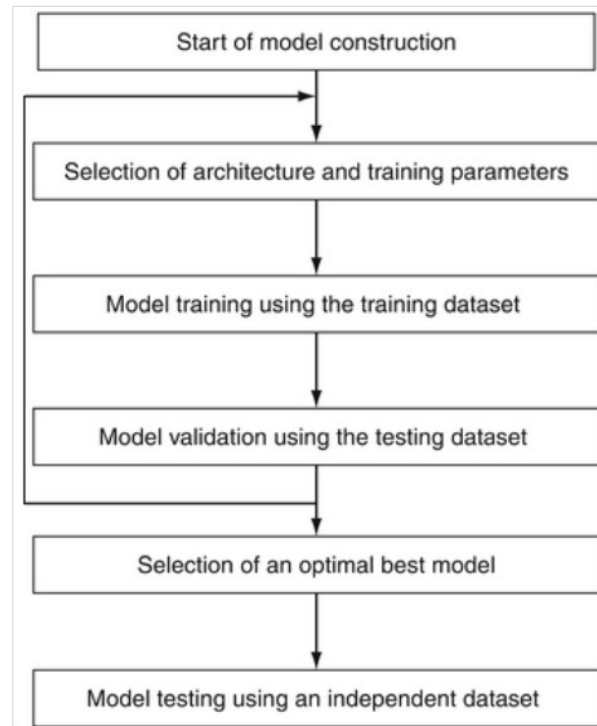 Start of model construction
Selection of architecture and training parameters
Model training using the training dataset
Model validation using the testing dataset
Selection of an optimal best model
Model testing using an independent dataset